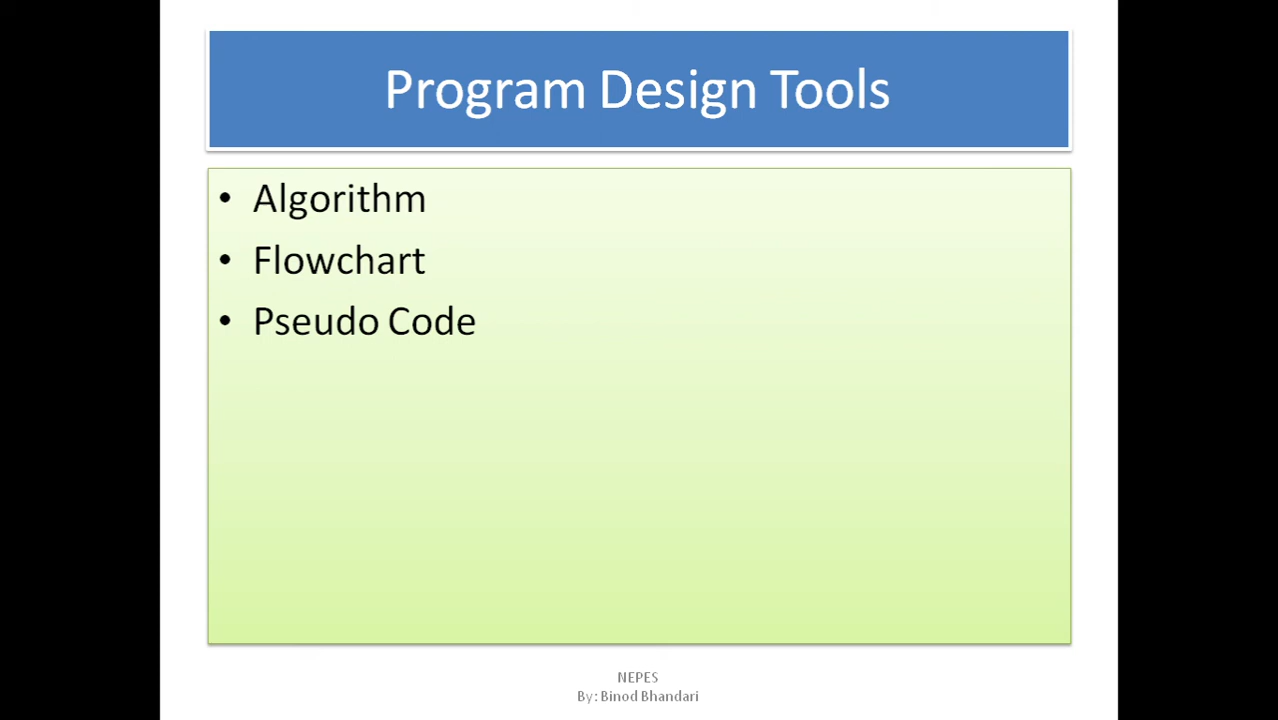 Program Design Tools
• Algorithm
• Flowchart
• Pseudo Code
NEPES
By: Binod Bhandari